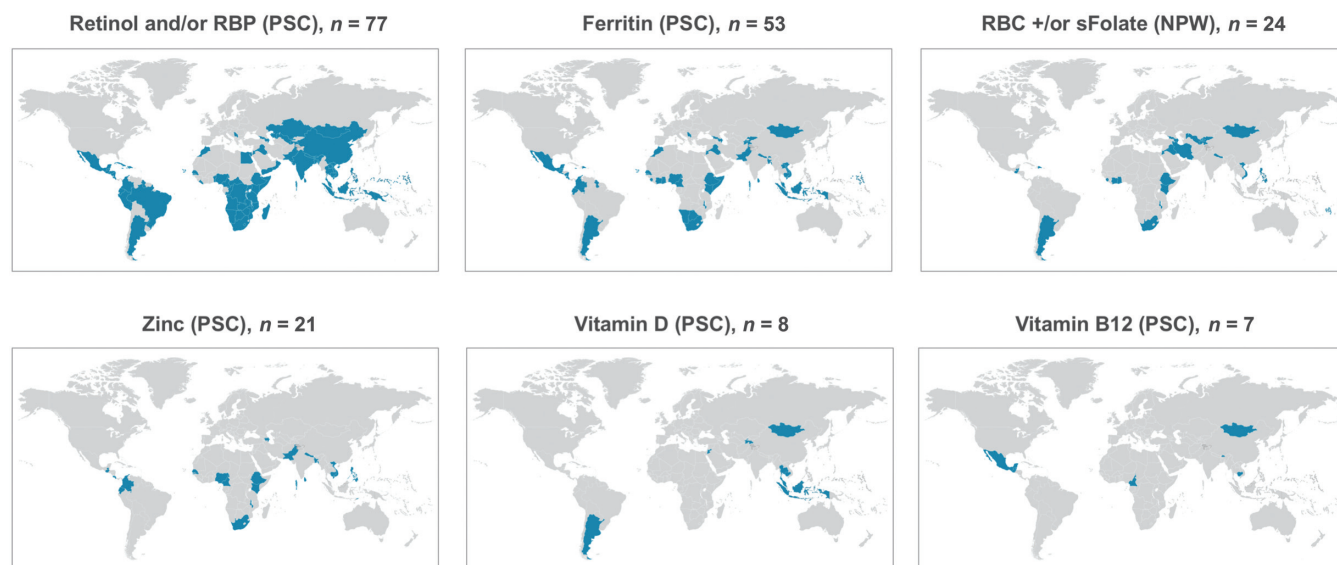 Retinol and/or RBP (PSC), n = 77
Ferritin (PSC), n = 53
RBC +/or sFolate (NPW), n = 24
Zinc (PSC), n = 21
Vitamin D (PSC), n = 8
Vitamin B12 (PSC), n = 7